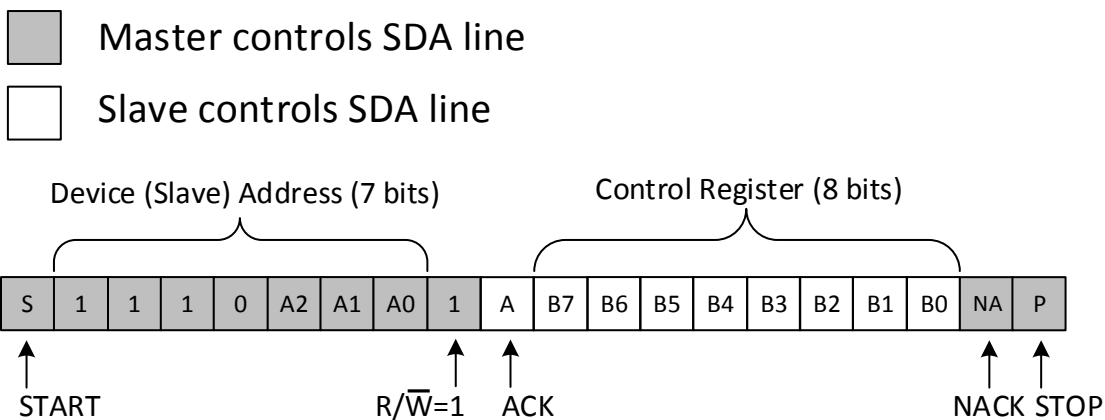 Master controls SDA line
Slave controls SDA line
Device (Slave) Address (7 bits) Control Register (8 bits)
S 1 1 1 0 A2 A1 A0 1 A B7 B6 B5 B4 B3 B2 B1 B0 NA P
START R/W̅=1 ACK NACK STOP